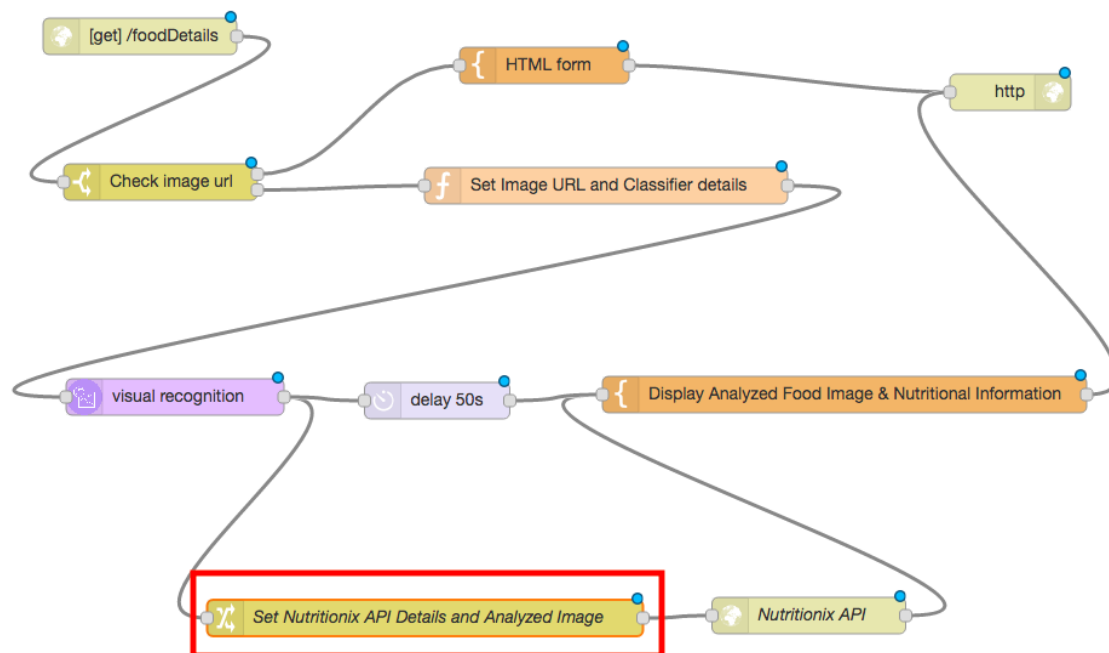 [get] /foodDetails
HTML form
http
Check image url
Set Image URL and Classifier details
visual recognition
delay 50s
Display Analyzed Food Image & Nutritional Information
Set Nutritionix API Details and Analyzed Image
Nutritionix API